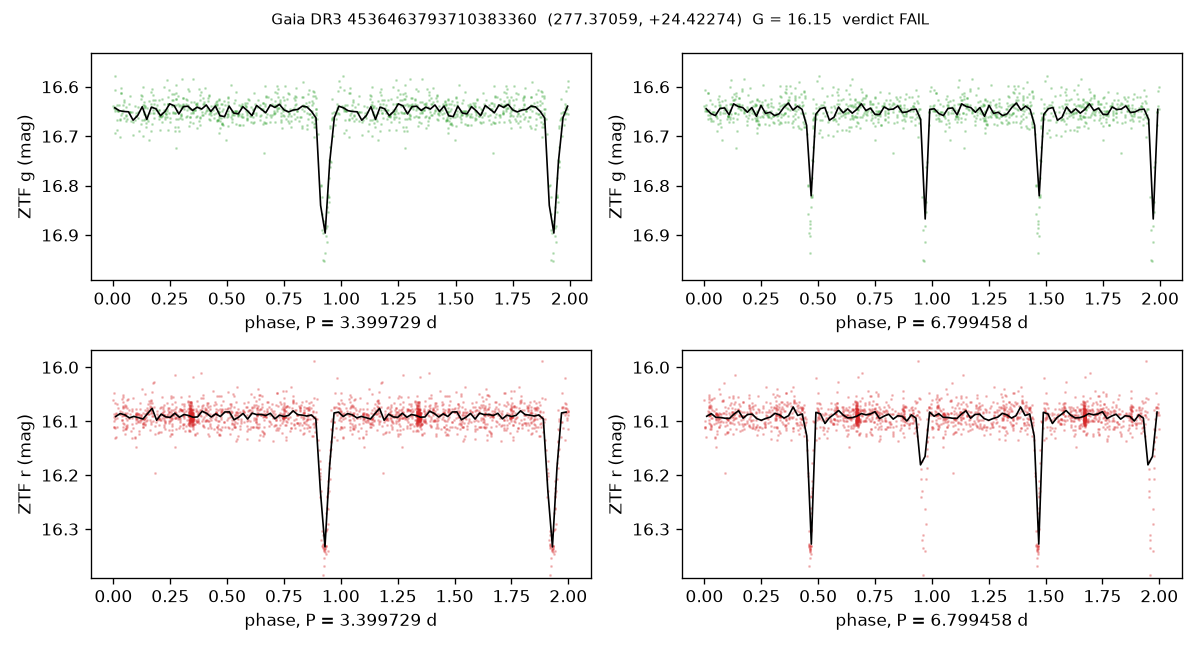 Gaia DR3 4536463793710383360 (277.37059, +24.42274) G = 16.15 verdict FAIL
16.6
16.7
16.8
16.9
ZTF g (mag)
0.00 0.25 0.50 0.75 1.00 1.25 1.50 1.75 2.00
phase, P = 3.399729 d
16.6
16.7
16.8
16.9
ZTF g (mag)
0.00 0.25 0.50 0.75 1.00 1.25 1.50 1.75 2.00
phase, P = 6.799458 d
16.0
16.1
16.2
16.3
ZTF r (mag)
0.00 0.25 0.50 0.75 1.00 1.25 1.50 1.75 2.00
phase, P = 3.399729 d
16.0
16.1
16.2
16.3
ZTF r (mag)
0.00 0.25 0.50 0.75 1.00 1.25 1.50 1.75 2.00
phase, P = 6.799458 d